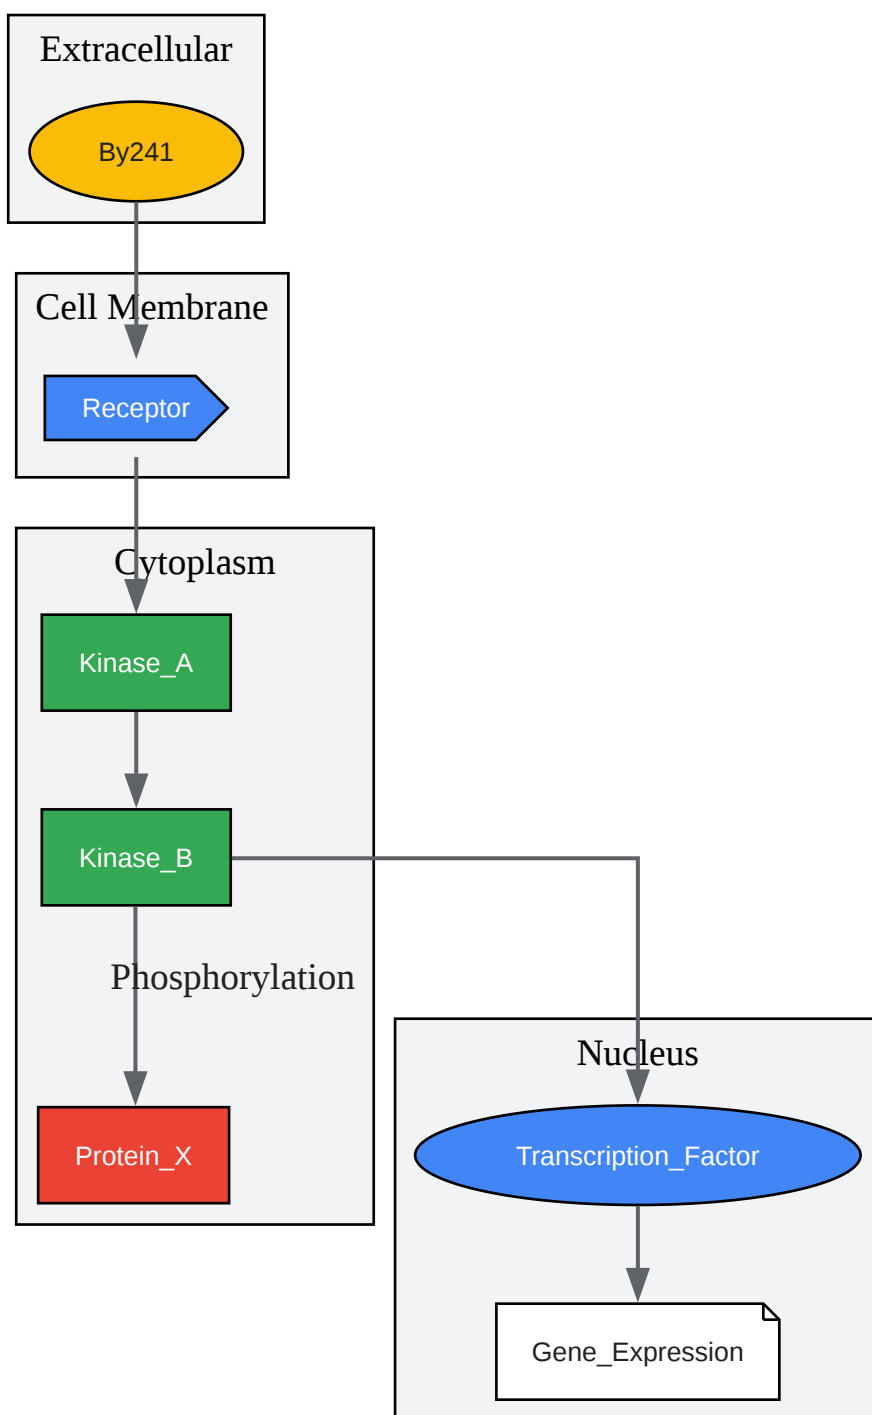 Extracellular
By241
Cell Membrane
Receptor
Cytoplasm
Kinase_A
Kinase_B
Phosphorylation
Protein_X
Nucleus
Transcription_Factor
Gene_Expression